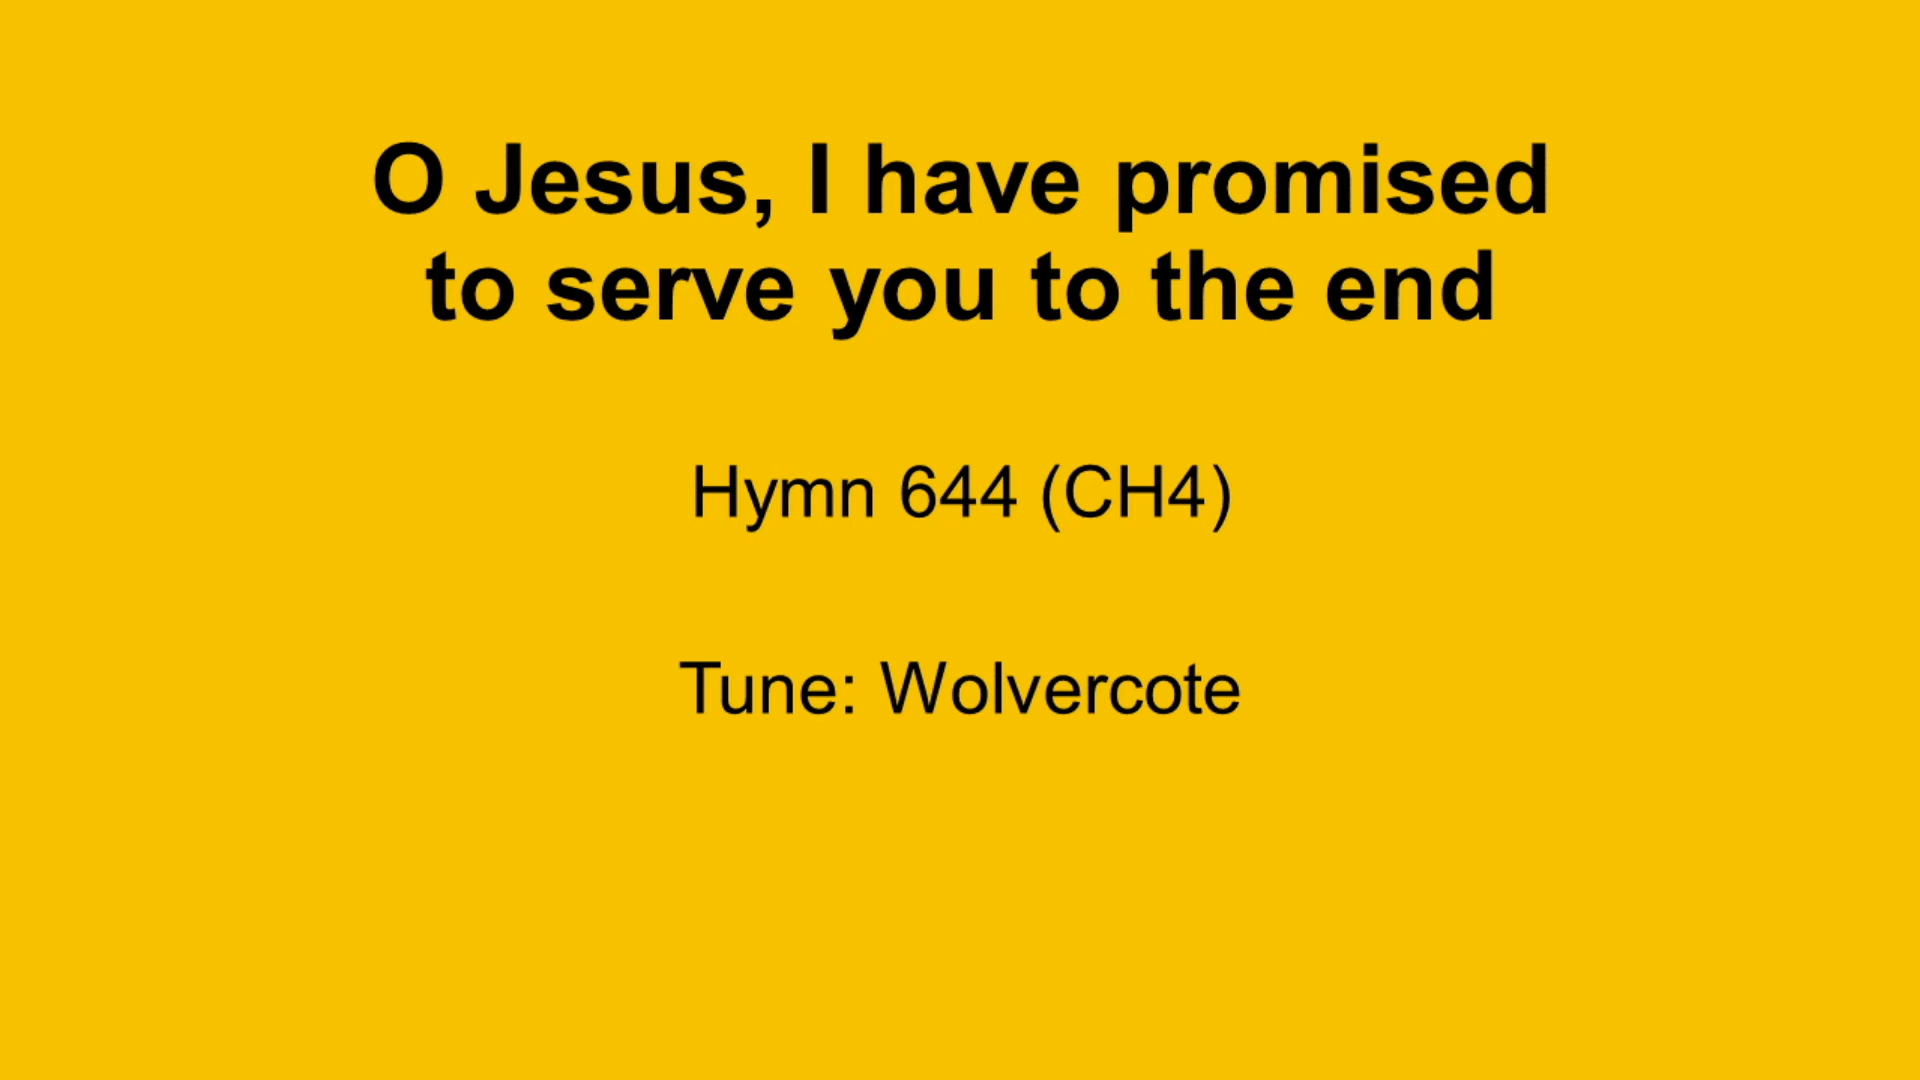 O Jesus, I have promised
to serve you to the end
Hymn 644 (CH4)
Tune: Wolvercote